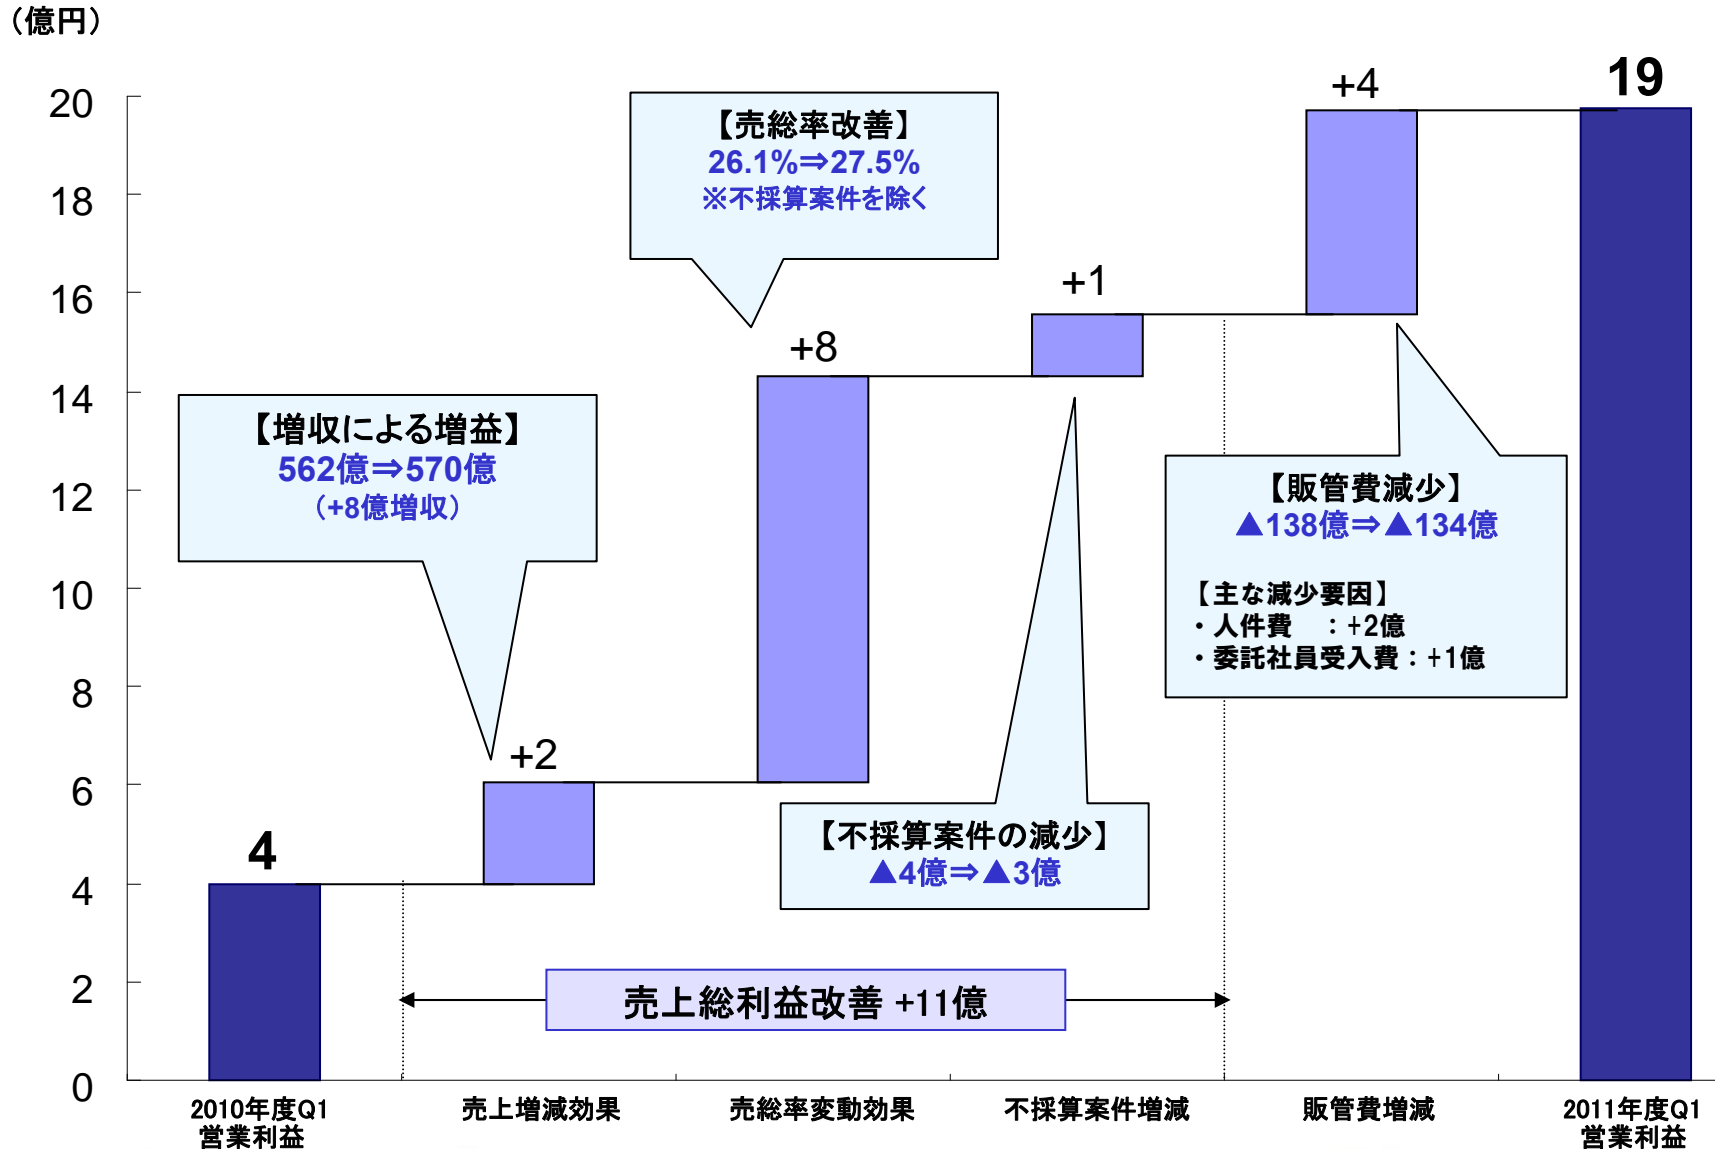 （億円）
20
18
16
14
12
10
8
6
4
2
0
4
+2
+8
+1
+4
19
【売総率改善】
26.1%⇒27.5%
※不採算案件を除く
【増収による増益】
562億⇒570億
（+8億増収）
【販管費減少】
▲138億⇒▲134億
【主な減少要因】
・人件費　：+2億
・委託社員受入費：+1億
【不採算案件の減少】
▲4億⇒▲3億
売上総利益改善 +11億
2010年度Q1
営業利益
売上増減効果
売総率変動効果
不採算案件増減
販管費増減
2011年度Q1
営業利益